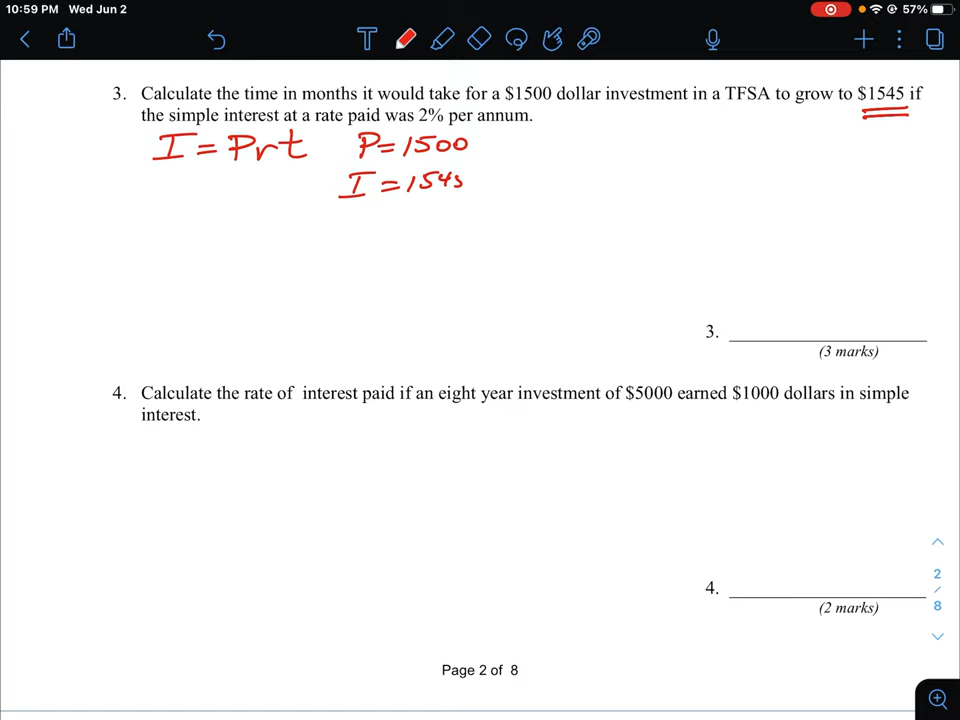 10:59 PM Wed Jun 2
57%
3. Calculate the time in months it would take for a $1500 dollar investment in a TFSA to grow to $1545 if
the simple interest at a rate paid was 2% per annum.
I = Prt P = 1500
I = 1545
3.
(3 marks)
4. Calculate the rate of interest paid if an eight year investment of $5000 earned $1000 dollars in simple
interest.
4.
(2 marks)
2
/
8
Page 2 of 8